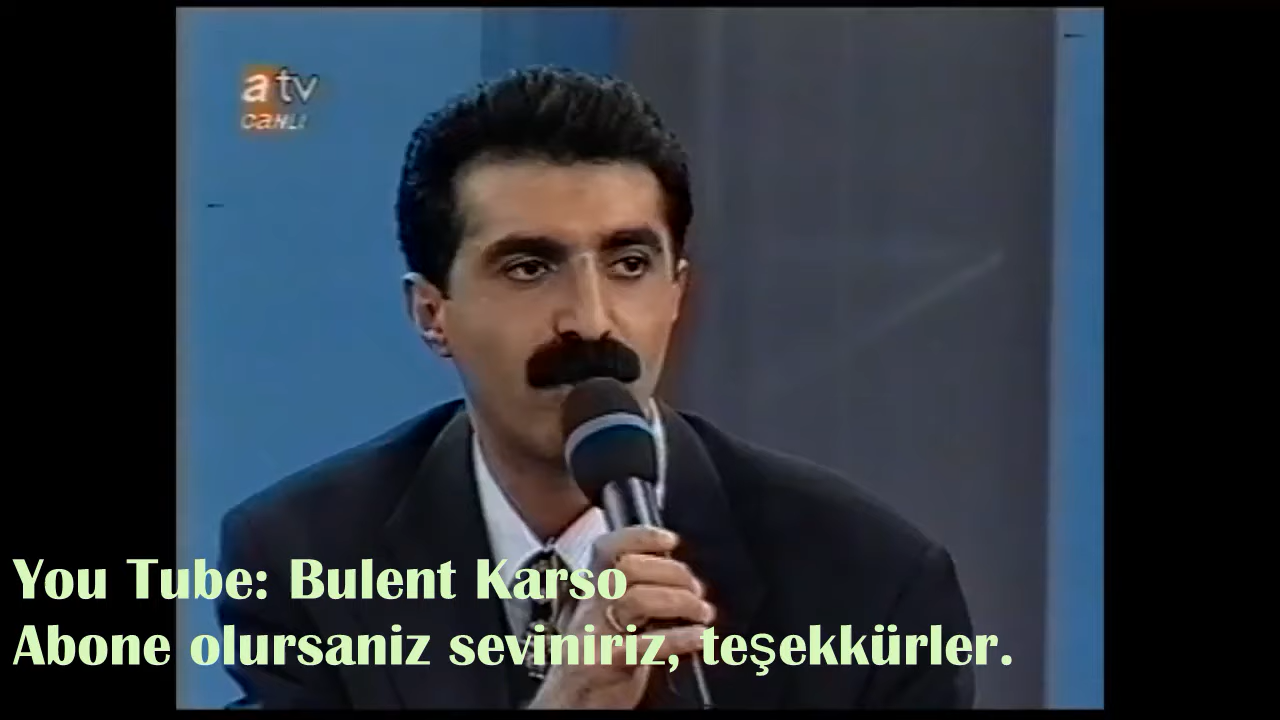 atv
CANLI
You Tube: Bulent Karso
Abone olursaniz seviniriz, teşekkürler.